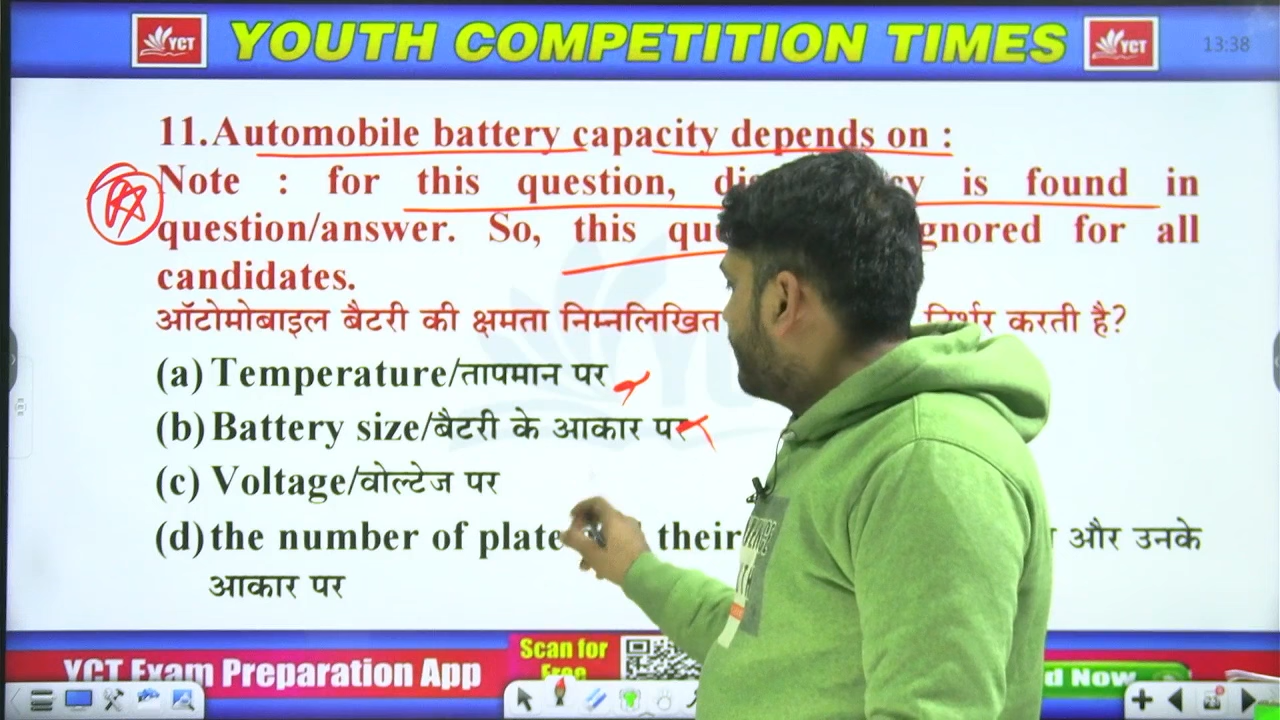 YCT
YOUTH COMPETITION TIMES
YCT
13:38
11.Automobile battery capacity depends on :
Note : for this question, is found in
question/answer. So, this for all
candidates.
ऑटोमोबाइल बैटरी की क्षमता निम्नलिखित करती है?
(a) Temperature/तापमान पर
(b) Battery size/बैटरी के आकार पर
(c) Voltage/वोल्टेज पर
(d) the number of their और उनके
आकार पर
YCT Exam Preparation App
Scan for
Free
Now